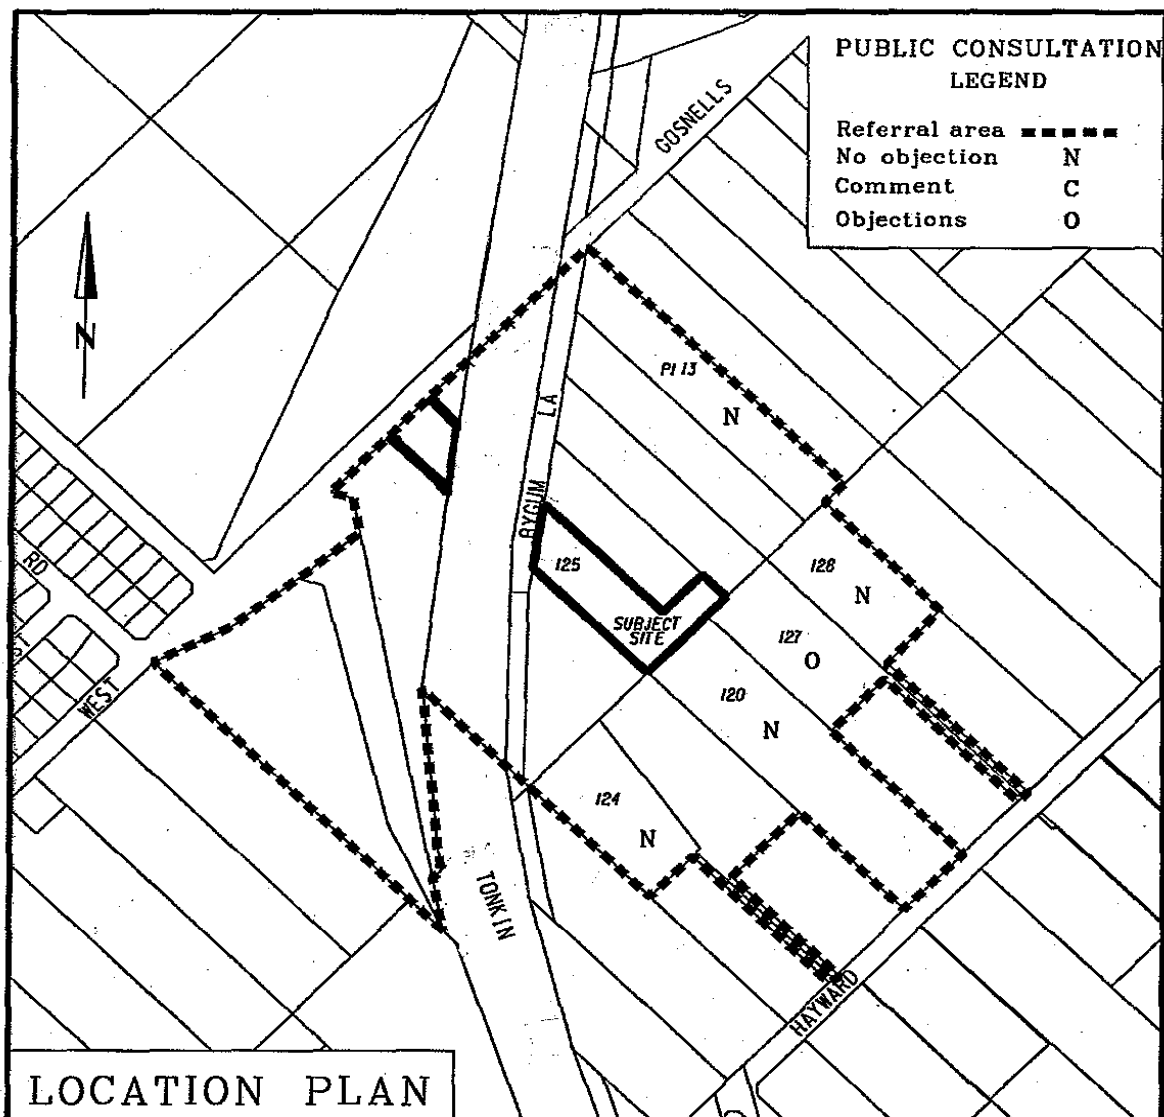 PUBLIC CONSULTATION
LEGEND
Referral area
No objection N
Comment C
Objections O
GOSNELLS
N
Pt 13
N
LA
BYGUM
RD
125
SUBJECT
SITE
128
N
127
O
120
N
WEST
124
N
TONKIN
HAYWARD
LOCATION PLAN